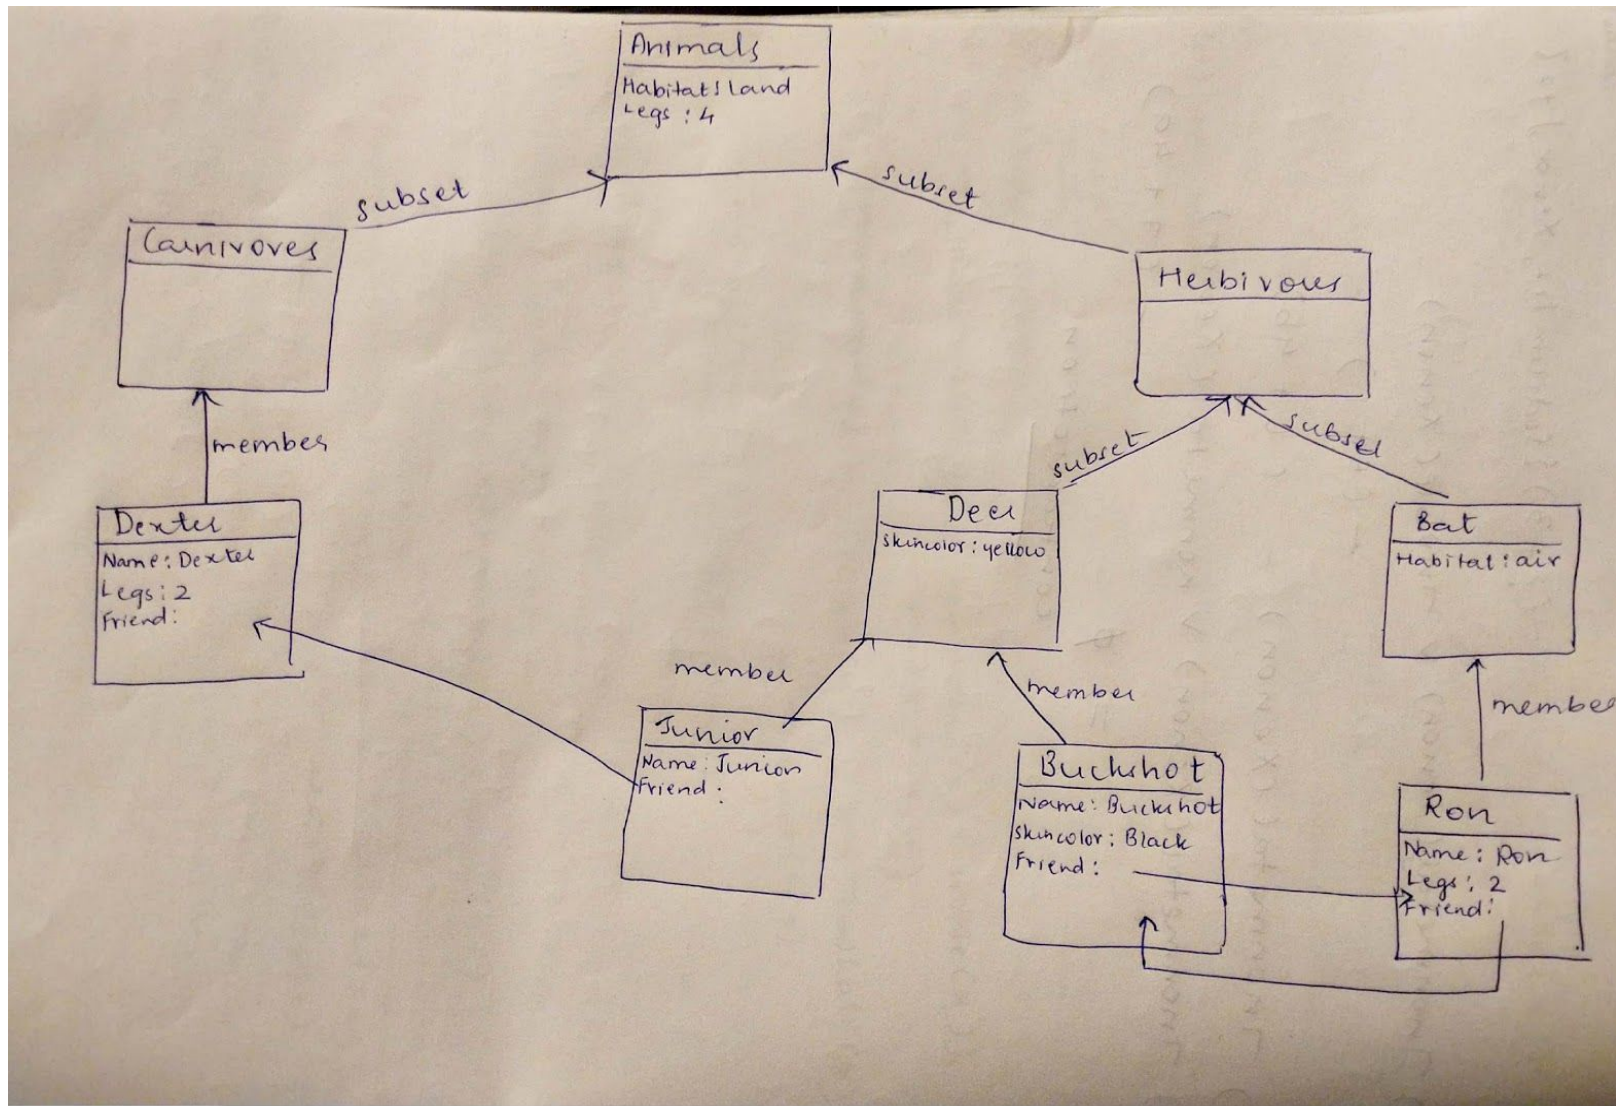 Animals
Habitat: land
Legs : 4
subset
subset
Carnivores
Herbivores
member
subset
subset
Dexter
Name: Dexter
Legs: 2
Friend:
Deer
Skincolor: yellow
Bat
Habitat: air
member
member
member
Junior
Name: Junior
Friend :
Buckshot
Name: Buckshot
Skincolor: Black
Friend :
Ron
Name: Ron
Legs: 2
Friend: